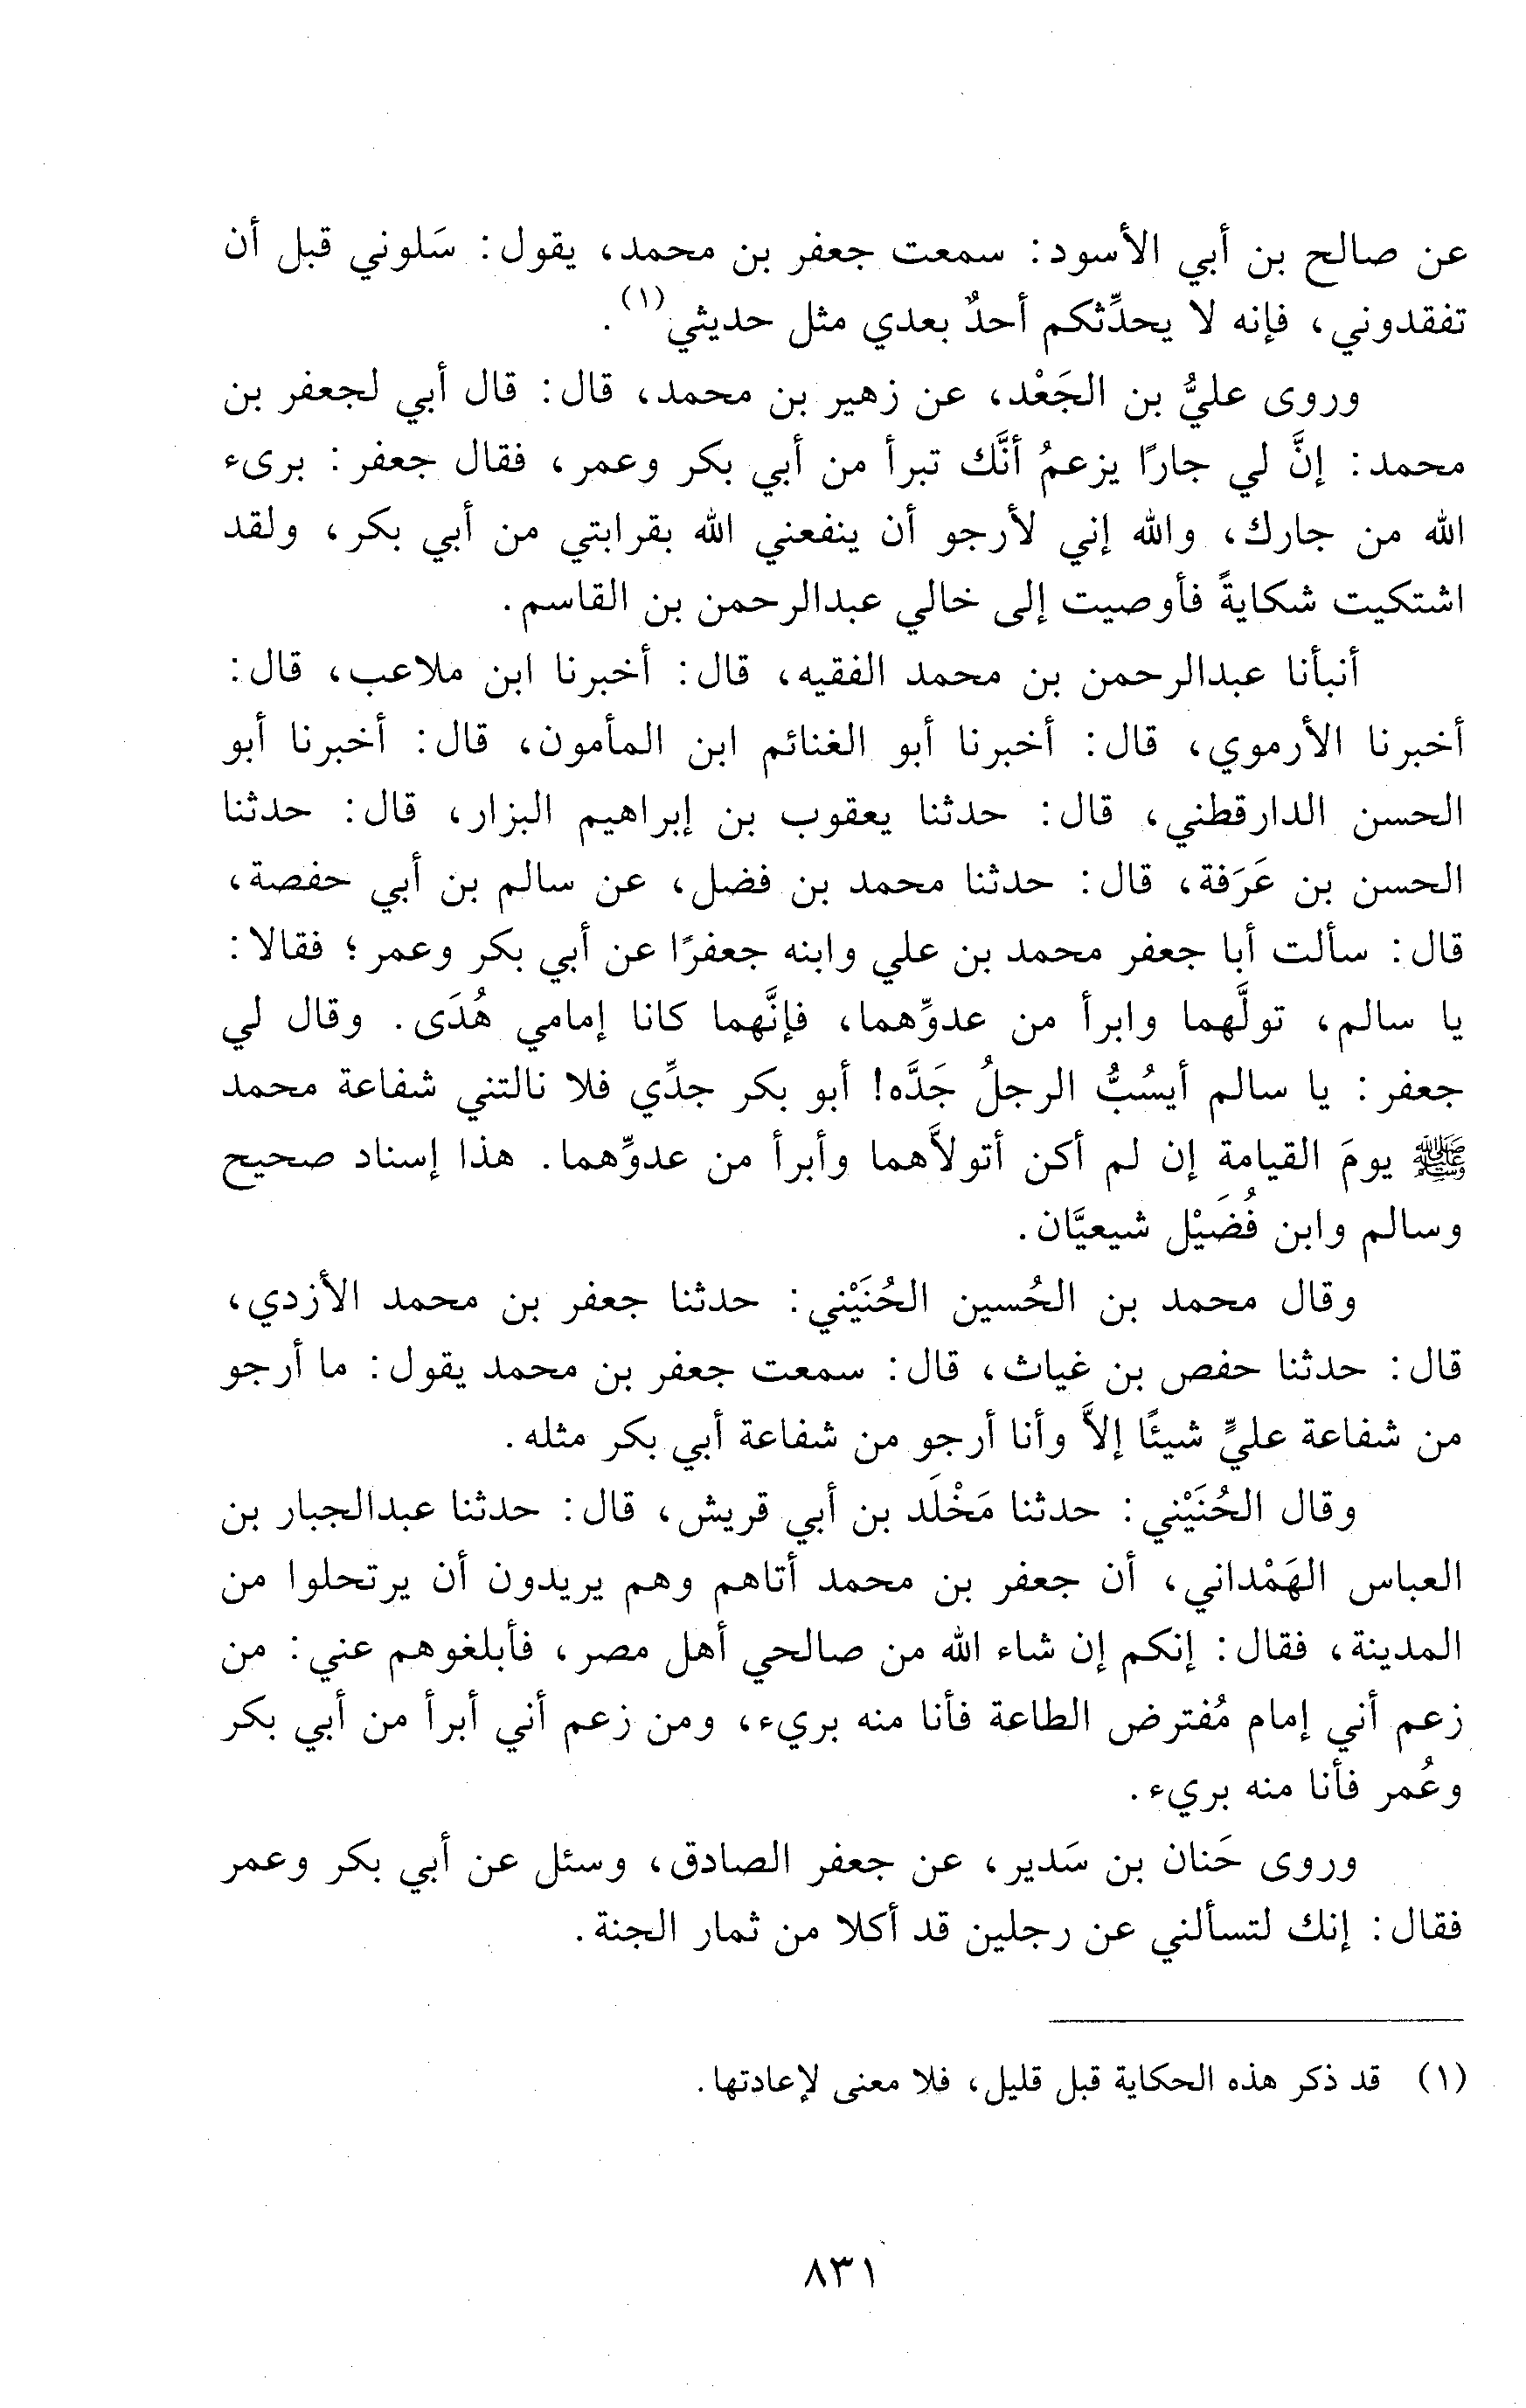 عن صالح بن أبي الأسود: سمعت جعفر بن محمد، يقول: سَلوني قبل أن
تفقدوني، فإنه لا يحدِّثكم أحدٌ بعدي مثل حديثي(١).
وروى عليُّ بن الجَعْد، عن زهير بن محمد، قال: قال أبي لجعفر بن
محمد: إنَّ لي جارًا يزعمُ أنَّك تبرأ من أبي بكر وعمر، فقال جعفر: برىء
الله من جارك، والله إني لأرجو أن ينفعني الله بقرابتي من أبي بكر، ولقد
اشتكيت شكايةً فأوصيت إلى خالي عبدالرحمن بن القاسم.
أنبأنا عبدالرحمن بن محمد الفقيه، قال: أخبرنا ابن ملاعب، قال:
أخبرنا الأرموي، قال: أخبرنا أبو الغنائم ابن المأمون، قال: أخبرنا أبو
الحسن الدارقطني، قال: حدثنا يعقوب بن إبراهيم البزار، قال: حدثنا
الحسن بن عَرَفة، قال: حدثنا محمد بن فضل، عن سالم بن أبي حفصة،
قال: سألت أبا جعفر محمد بن علي وابنه جعفرًا عن أبي بكر وعمر؛ فقالا:
يا سالم، تولَّهما وابرأ من عدوِّهما، فإنَّهما كانا إمامي هُدَى. وقال لي
جعفر: يا سالم أيسُبُّ الرجلُ جَدَّه! أبو بكر جدِّي فلا نالتني شفاعة محمد
ﷺ يومَ القيامة إن لم أكن أتولاَّهما وأبرأ من عدوِّهما. هذا إسناد صحيح
وسالم وابن فُضَيْل شيعيَّان.
وقال محمد بن الحُسين الحُنَيْني: حدثنا جعفر بن محمد الأزدي،
قال: حدثنا حفص بن غياث، قال: سمعت جعفر بن محمد يقول: ما أرجو
من شفاعة عليٍّ شيئًا إلاَّ وأنا أرجو من شفاعة أبي بكر مثله.
وقال الحُنَيْني: حدثنا مَخْلَد بن أبي قريش، قال: حدثنا عبدالجبار بن
العباس الهَمْداني، أن جعفر بن محمد أتاهم وهم يريدون أن يرتحلوا من
المدينة، فقال: إنكم إن شاء الله من صالحي أهل مصر، فأبلغوهم عني: من
زعم أني إمام مُفترض الطاعة فأنا منه بريء، ومن زعم أني أبرأ من أبي بكر
وعُمر فأنا منه بريء.
وروى حَنان بن سَدير، عن جعفر الصادق، وسئل عن أبي بكر وعمر
فقال: إنك لتسألني عن رجلين قد أكلا من ثمار الجنة.
(١) قد ذكر هذه الحكاية قبل قليل، فلا معنى لإعادتها.
٨٣١